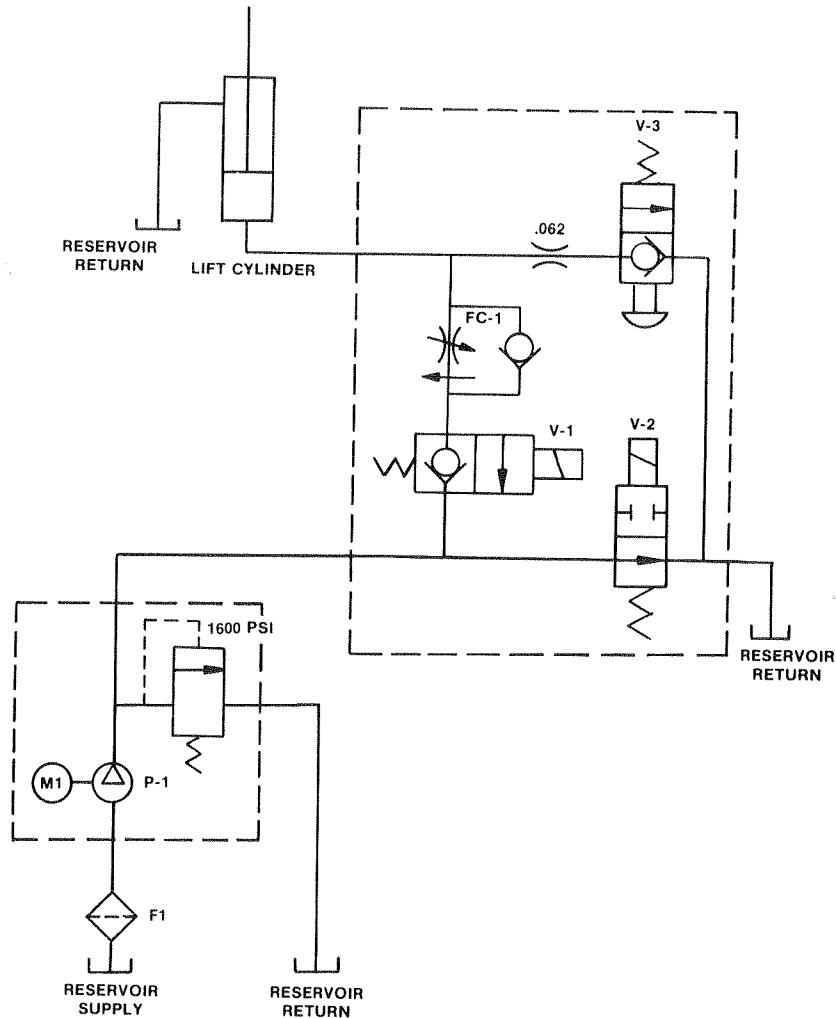 V-3
.062
RESERVOIR
RETURN
LIFT CYLINDER
FC-1
V-1
V-2
1600 PSI
RESERVOIR
RETURN
M1
P-1
F1
RESERVOIR
SUPPLY
RESERVOIR
RETURN